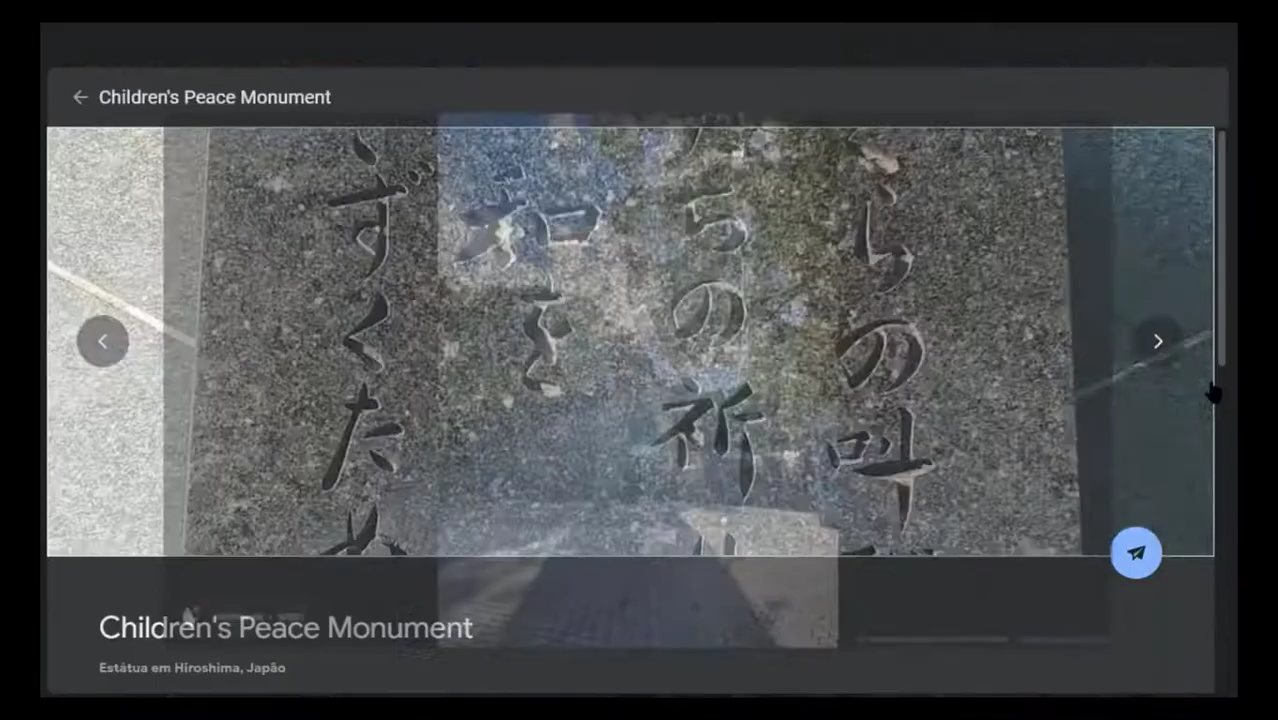 Children's Peace Monument
らの叫
ちの祈
和を
ずくた
Children's Peace Monument
Estátua em Hiroshima, Japão